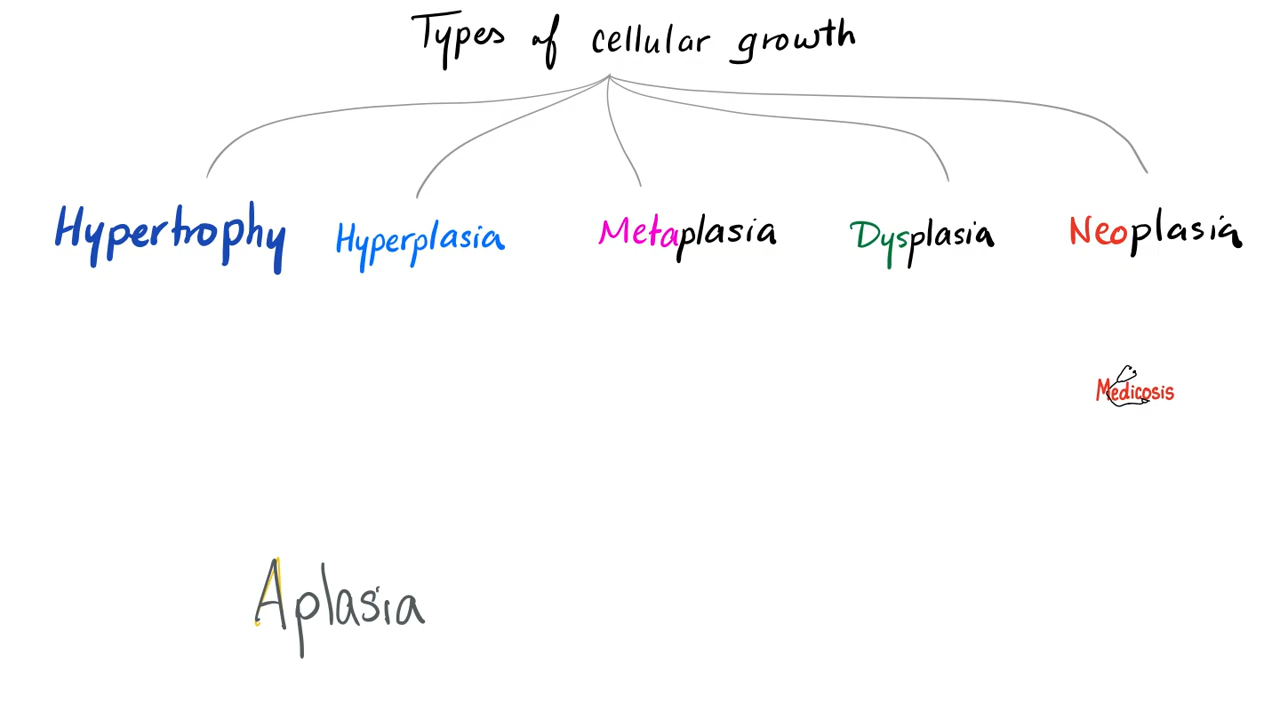 Types of cellular growth
Hypertrophy Hyperplasia Metaplasia Dysplasia Neoplasia
Medicosis
Aplasia